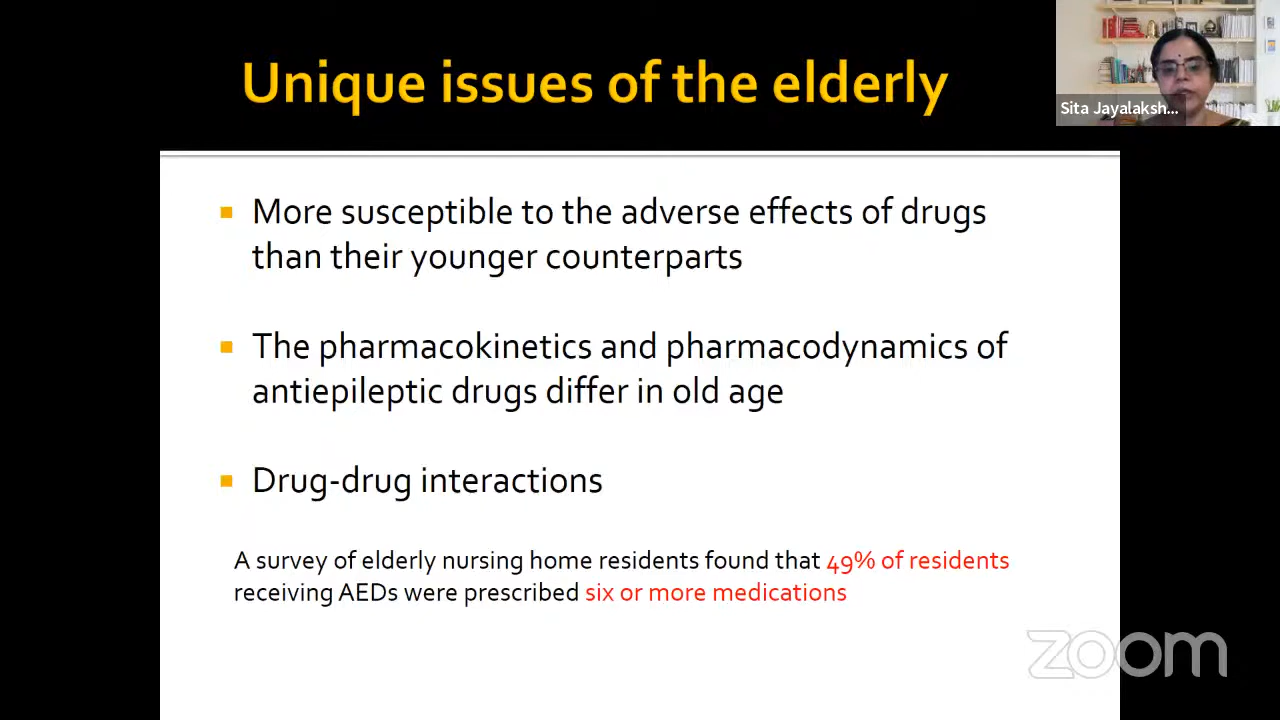 Unique issues of the elderly
Sita Jayalaksh...
More susceptible to the adverse effects of drugs
than their younger counterparts
The pharmacokinetics and pharmacodynamics of
antiepileptic drugs differ in old age
Drug-drug interactions
A survey of elderly nursing home residents found that 49% of residents
receiving AEDs were prescribed six or more medications
zoom